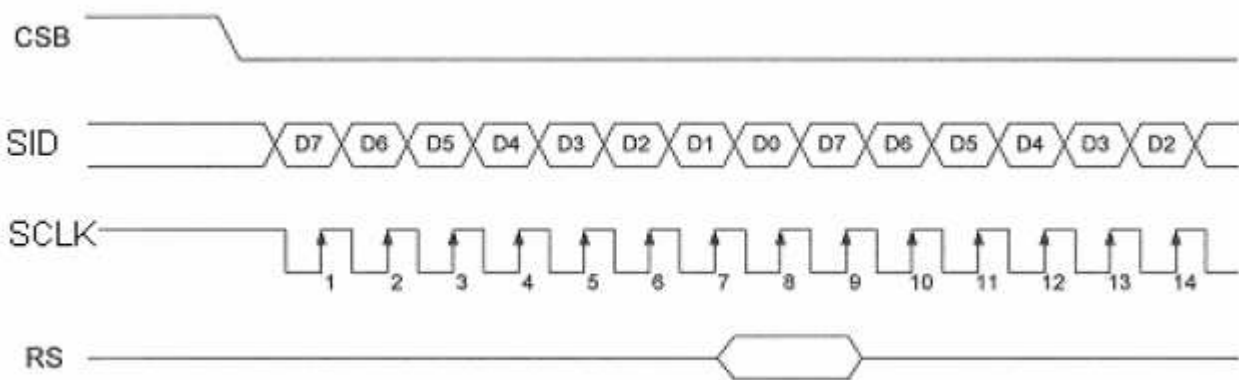 CSB
SID D7 D6 D5 D4 D3 D2 D1 D0 D7 D6 D5 D4 D3 D2
SCLK 1 2 3 4 5 6 7 8 9 10 11 12 13 14
RS